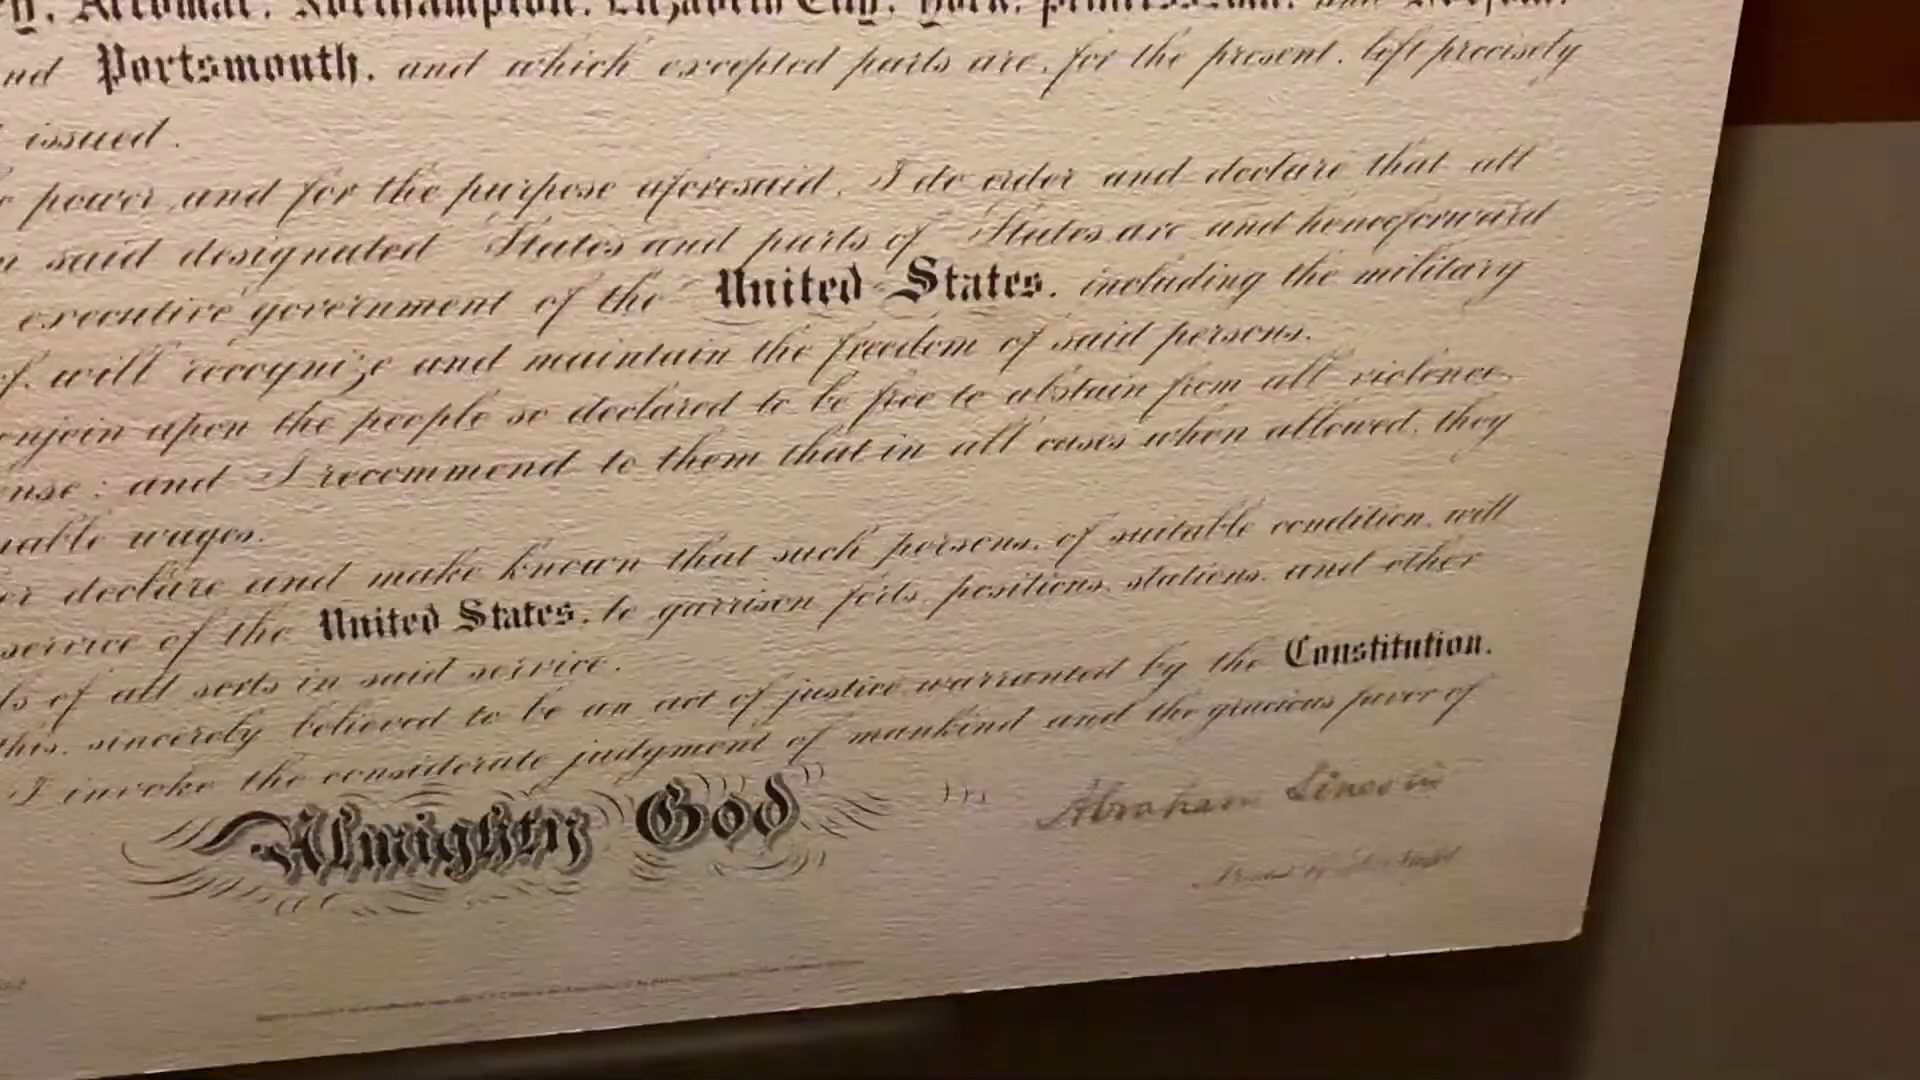 Accomac, Northampton, Elizabeth City, York,
Portsmouth, and which excepted parts are, for the present, left precisely
issued.
power, and for the purpose aforesaid, I do order and declare that all
said designated States and parts of States are and henceforward
executive government of the United States, including the military
will recognize and maintain the freedom of said persons.
upon the people so declared to be free to abstain from all violence,
and I recommend to them that in all cases when allowed, they
wages.
declare and make known that such persons, of suitable condition, will
service of the United States, to garrison forts, positions, stations, and other
of all sorts in said service.
this, sincerely believed to be an act of justice warranted by the Constitution,
I invoke the considerate judgment of mankind and the gracious favor of
Almighty God
Abraham Lincoln